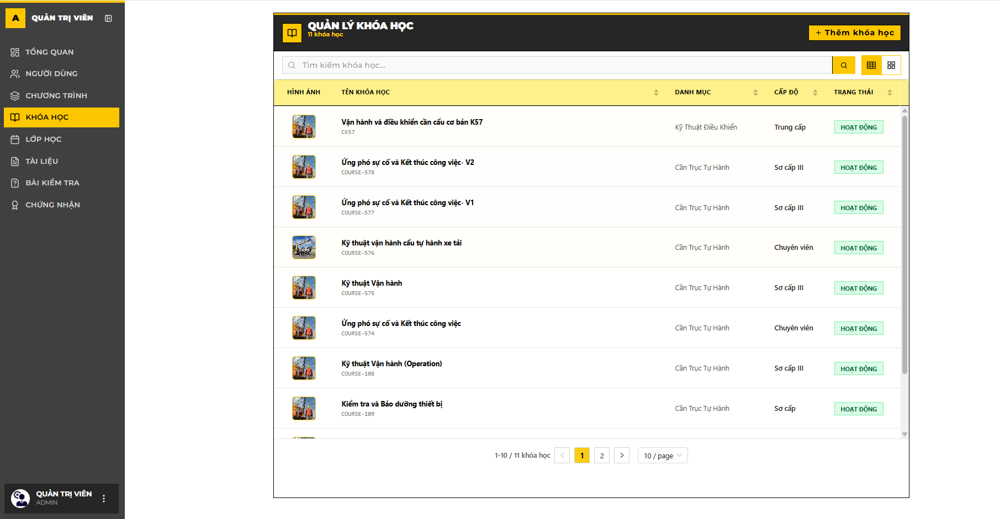 A QUẢN TRỊ VIÊN
TỔNG QUAN
NGƯỜI DÙNG
CHƯƠNG TRÌNH
KHÓA HỌC
LỚP HỌC
TÀI LIỆU
BÀI KIỂM TRA
CHỨNG NHẬN
QUẢN TRỊ VIÊN
ADMIN
QUẢN LÝ KHÓA HỌC
11 khóa học
+ Thêm khóa học
Tìm kiếm khóa học...
HÌNH ẢNH TÊN KHÓA HỌC DANH MỤC CẤP ĐỘ TRẠNG THÁI
Vận hành và điều khiển cần cẩu cơ bản K57
CK57
Kỹ Thuật Điều Khiển Trung cấp HOẠT ĐỘNG
Ứng phó sự cố và Kết thúc công việc- V2
COURSE-578
Cần Trục Tự Hành Sơ cấp III HOẠT ĐỘNG
Ứng phó sự cố và Kết thúc công việc- V1
COURSE-577
Cần Trục Tự Hành Sơ cấp III HOẠT ĐỘNG
Kỹ thuật vận hành cẩu tự hành xe tải
COURSE-576
Cần Trục Tự Hành Chuyên viên HOẠT ĐỘNG
Kỹ thuật Vận hành
COURSE-575
Cần Trục Tự Hành Sơ cấp III HOẠT ĐỘNG
Ứng phó sự cố và Kết thúc công việc
COURSE-574
Cần Trục Tự Hành Chuyên viên HOẠT ĐỘNG
Kỹ thuật Vận hành (Operation)
COURSE-108
Cần Trục Tự Hành Sơ cấp III HOẠT ĐỘNG
Kiểm tra và Bảo dưỡng thiết bị
COURSE-109
Cần Trục Tự Hành Sơ cấp HOẠT ĐỘNG
1-10 / 11 khóa học < 1 2 > 10 / page